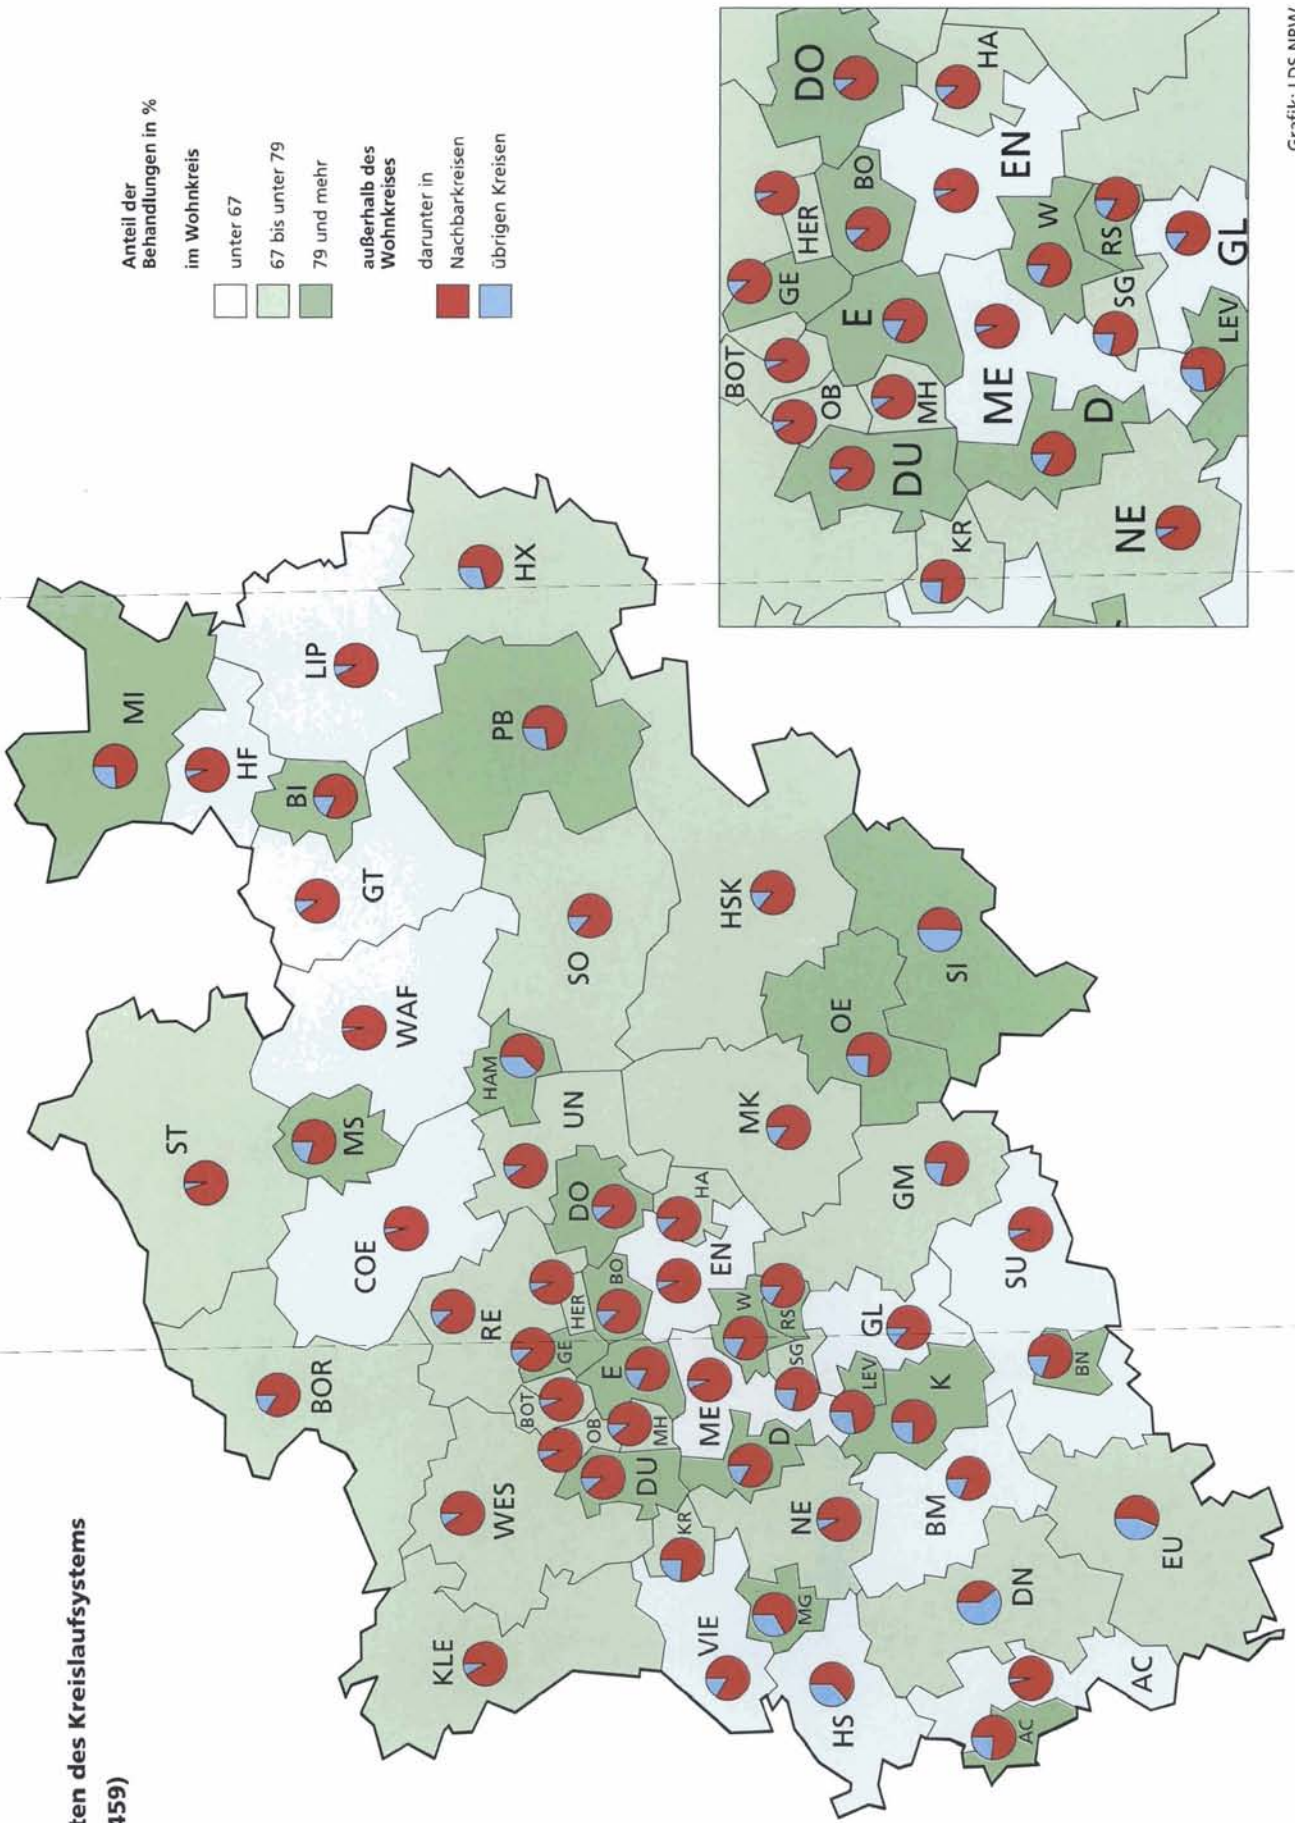 ten des Kreislaufsystems
459)
Anteil der
Behandlungen in %
im Wohnkreis
unter 67
67 bis unter 79
79 und mehr
außerhalb des
Wohnkreises
darunter in
Nachbarkreisen
übrigen Kreisen
MI
HF
LIP
BI
GT
HX
PB
ST
MS
WAF
COE
BOR
HAM
SO
UN
HSK
SI
OE
MK
GM
DO
HA
EN
RE
HER
BO
GE
BOT
OB
E
MH
DU
W
RS
SG
ME
D
WES
KLE
KR
VIE
NE
MG
HS
GL
LEV
K
SU
BN
BM
DN
EU
AC
AC
DO
HA
EN
BO
HER
GE
E
BOT
OB
MH
DU
W
RS
SG
GL
LEV
ME
D
KR
NE